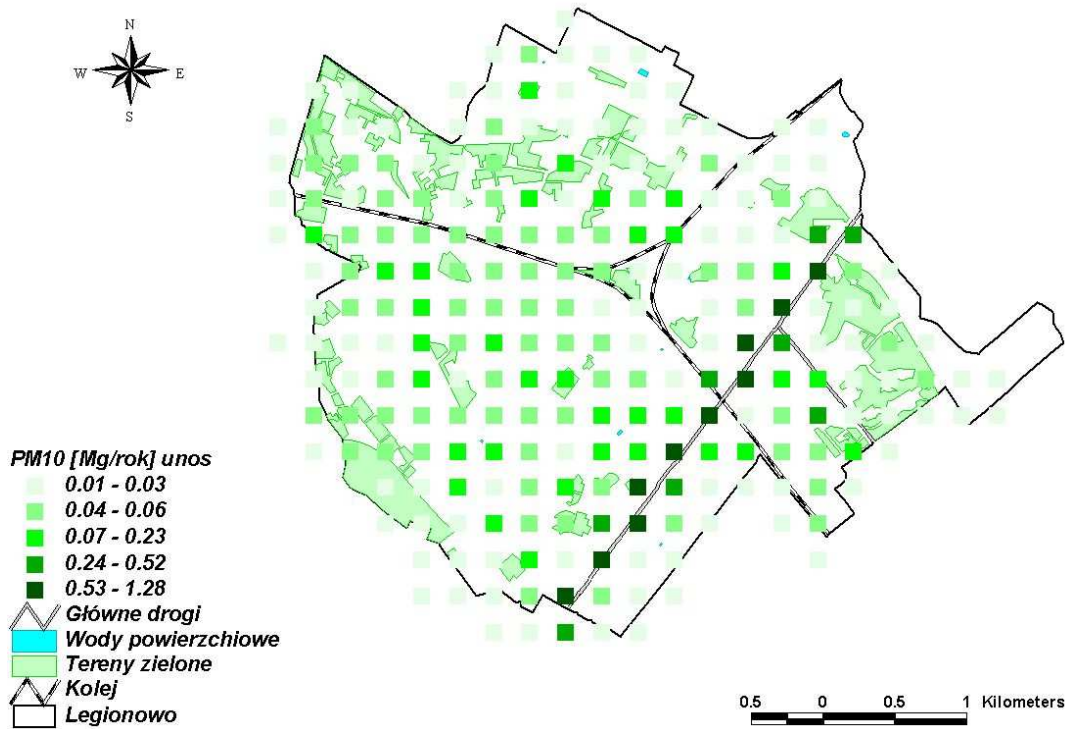 N
W E
S
PM10 [Mg/rok] unos
0.01 - 0.03
0.04 - 0.06
0.07 - 0.23
0.24 - 0.52
0.53 - 1.28
Główne drogi
Wody powierzchiowe
Tereny zielone
Kolej
Legionowo
0.5 0 0.5 1 Kilometers